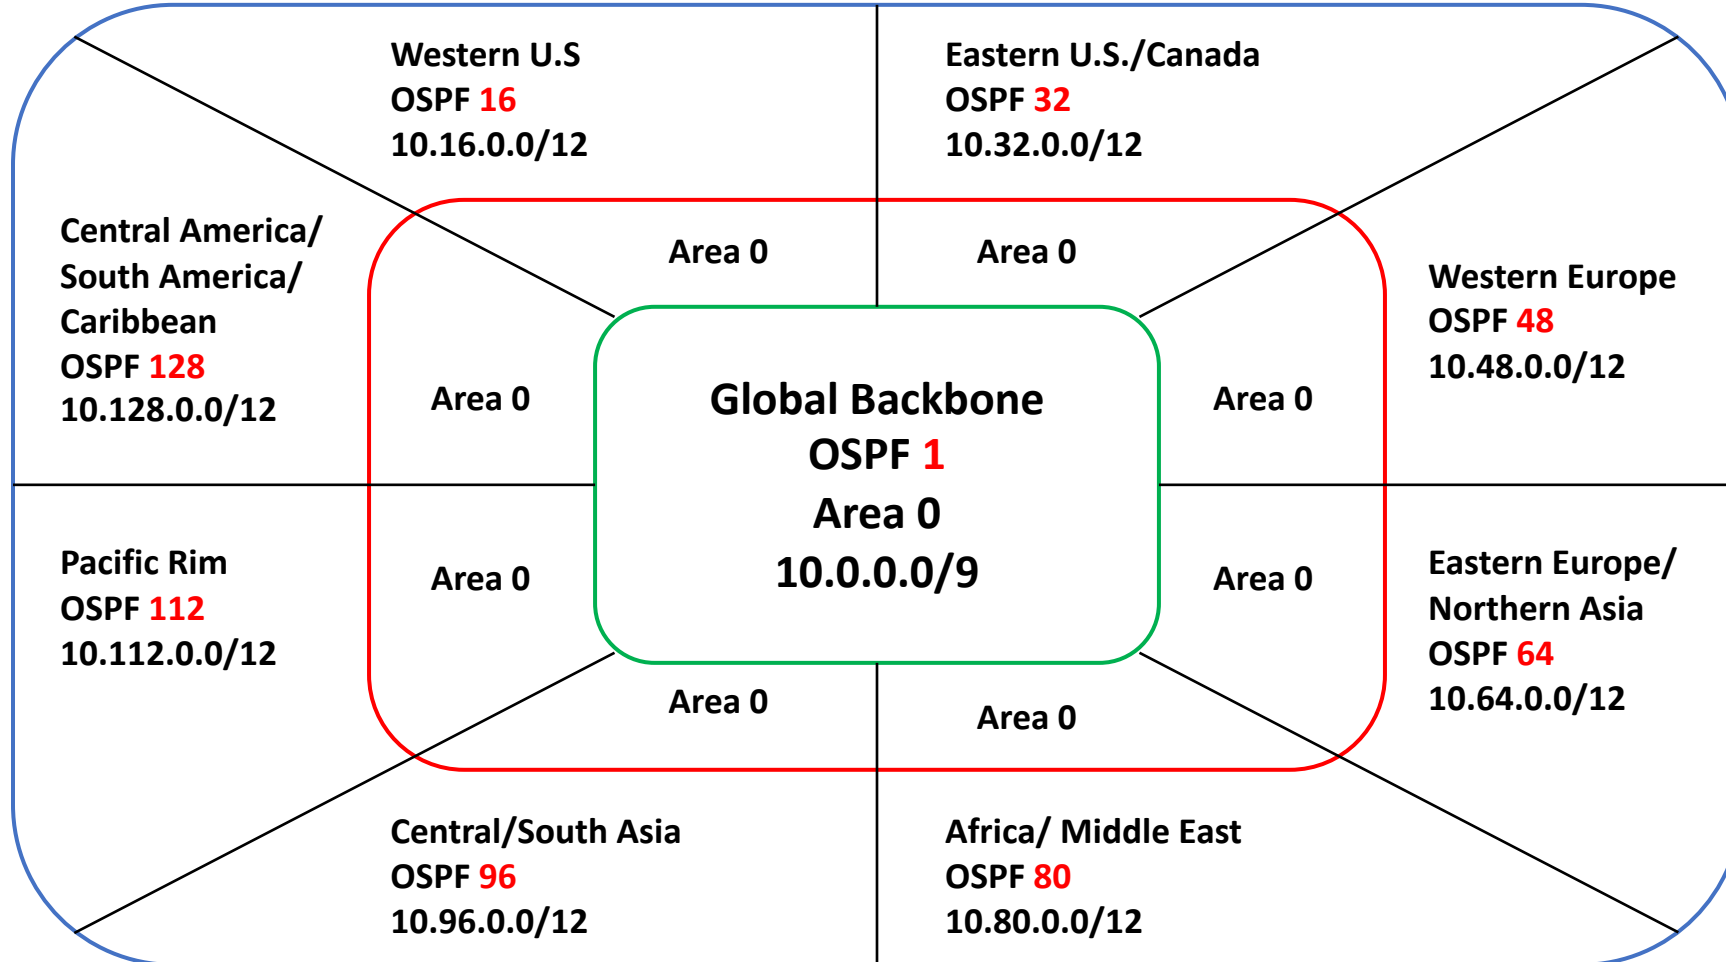 Western U.S
OSPF 16
10.16.0.0/12
Eastern U.S./Canada
OSPF 32
10.32.0.0/12
Central America/
South America/
Caribbean
OSPF 128
10.128.0.0/12
Area 0
Area 0
Western Europe
OSPF 48
10.48.0.0/12
Area 0
Global Backbone
OSPF 1
Area 0
10.0.0.0/9
Area 0
Pacific Rim
OSPF 112
10.112.0.0/12
Area 0
Area 0
Eastern Europe/
Northern Asia
OSPF 64
10.64.0.0/12
Area 0
Area 0
Central/South Asia
OSPF 96
10.96.0.0/12
Africa/ Middle East
OSPF 80
10.80.0.0/12